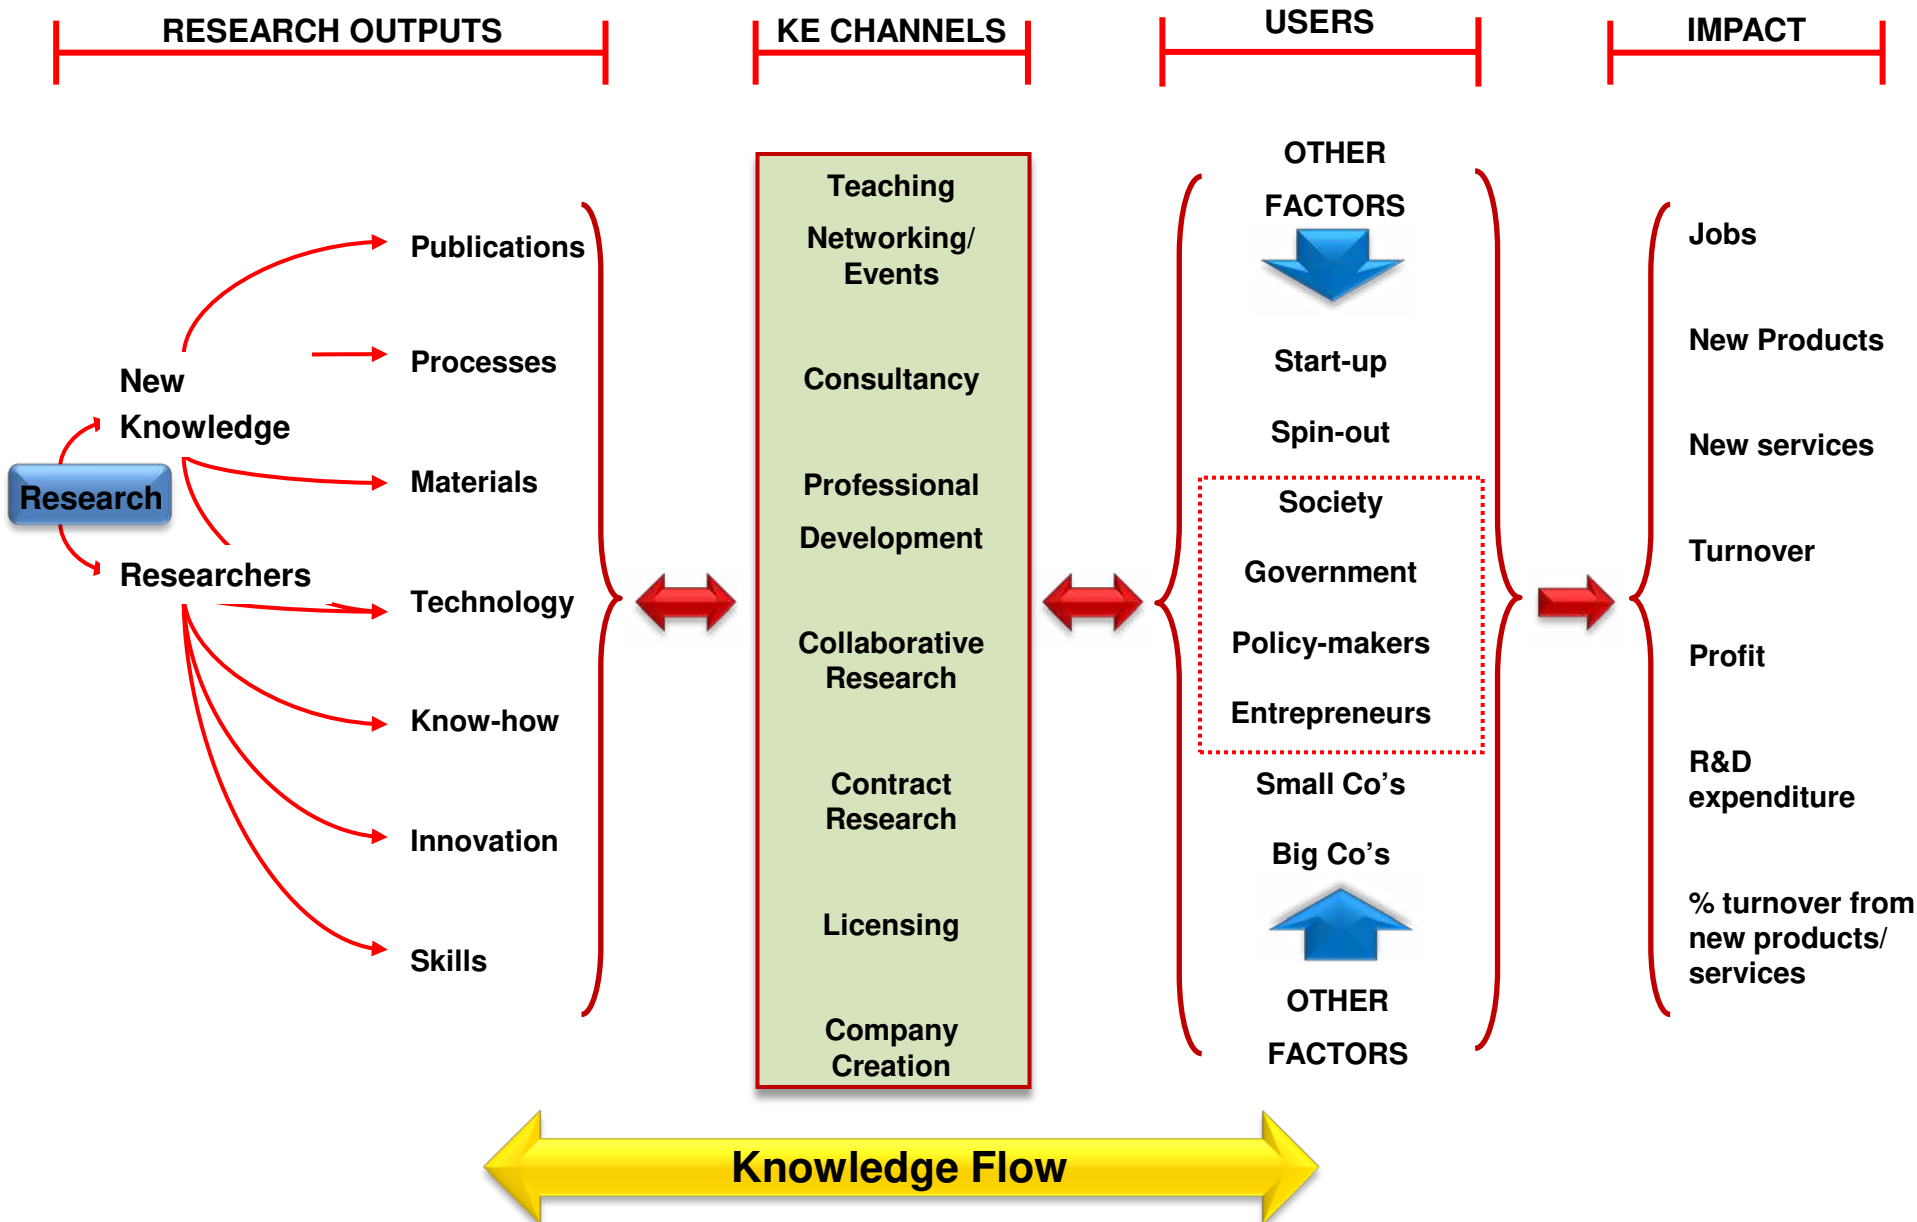 RESEARCH OUTPUTS
KE CHANNELS
USERS
IMPACT
Research
New
Knowledge
Researchers
Publications
Processes
Materials
Technology
Know-how
Innovation
Skills
Teaching
Networking/
Events
Consultancy
Professional
Development
Collaborative
Research
Contract
Research
Licensing
Company
Creation
OTHER
FACTORS
Start-up
Spin-out
Society
Government
Policy-makers
Entrepreneurs
Small Co’s
Big Co’s
OTHER
FACTORS
Jobs
New Products
New services
Turnover
Profit
R&D
expenditure
% turnover from
new products/
services
Knowledge Flow